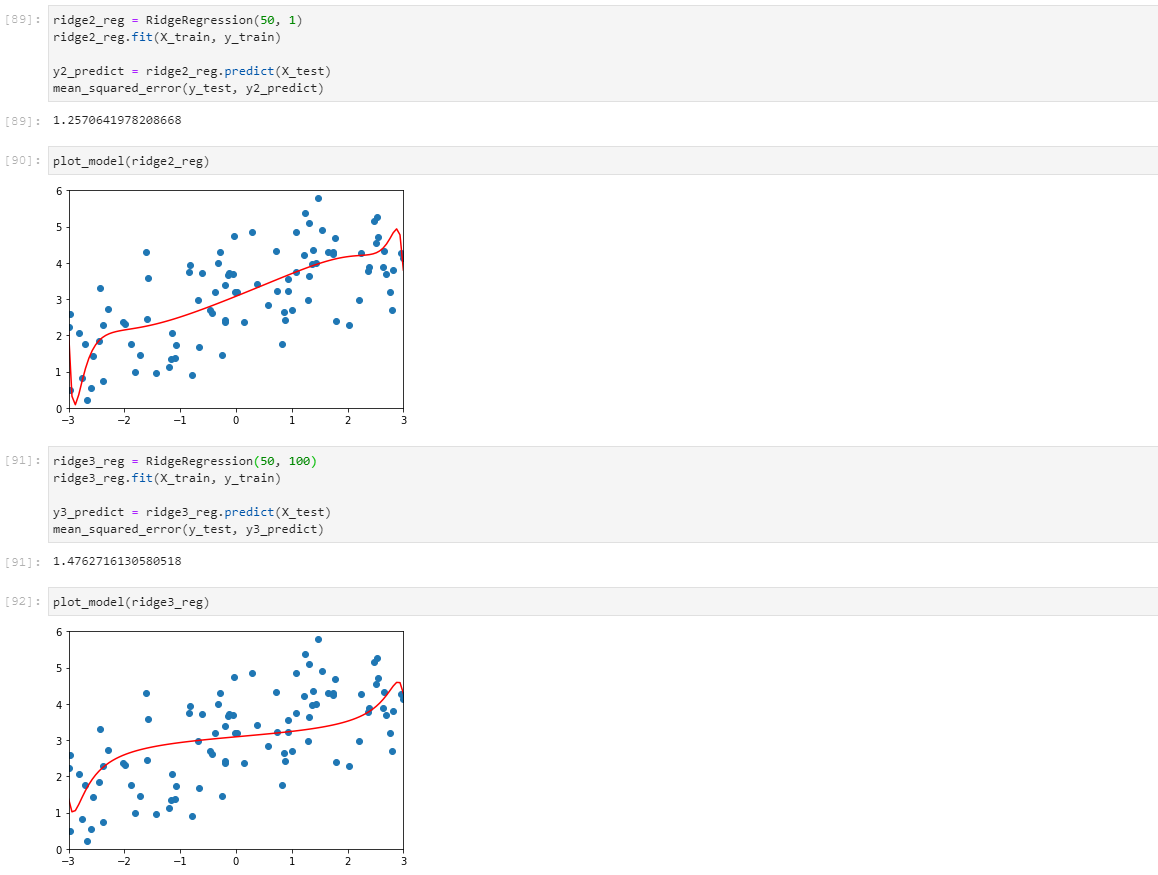 [89]: ridge2_reg = RidgeRegression(50, 1)
ridge2_reg.fit(X_train, y_train)
y2_predict = ridge2_reg.predict(X_test)
mean_squared_error(y_test, y2_predict)
[89]: 1.2570641978208668
[90]: plot_model(ridge2_reg)
6
5
4
3
2
1
0
−3 −2 −1 0 1 2 3
[91]: ridge3_reg = RidgeRegression(50, 100)
ridge3_reg.fit(X_train, y_train)
y3_predict = ridge3_reg.predict(X_test)
mean_squared_error(y_test, y3_predict)
[91]: 1.4762716130580518
[92]: plot_model(ridge3_reg)
6
5
4
3
2
1
0
−3 −2 −1 0 1 2 3